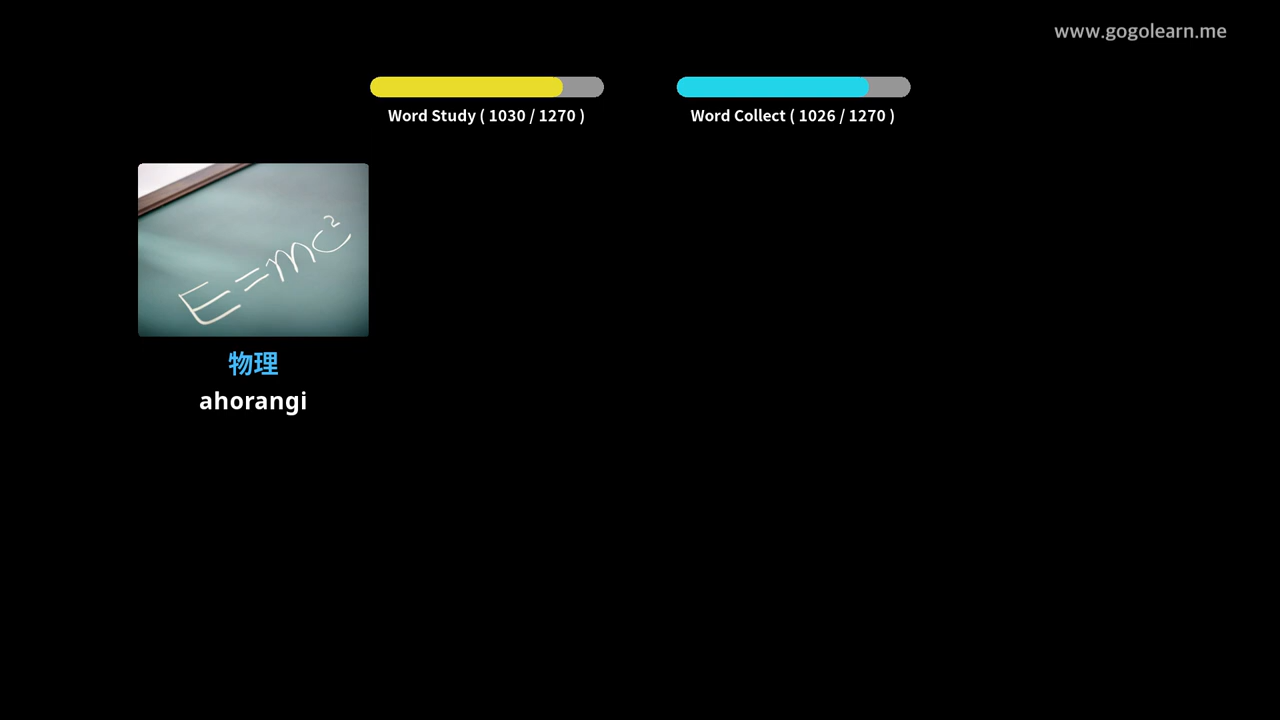 www.gogolearn.me
Word Study ( 1030 / 1270 )
Word Collect ( 1026 / 1270 )
E=mc²
物理
ahorangi